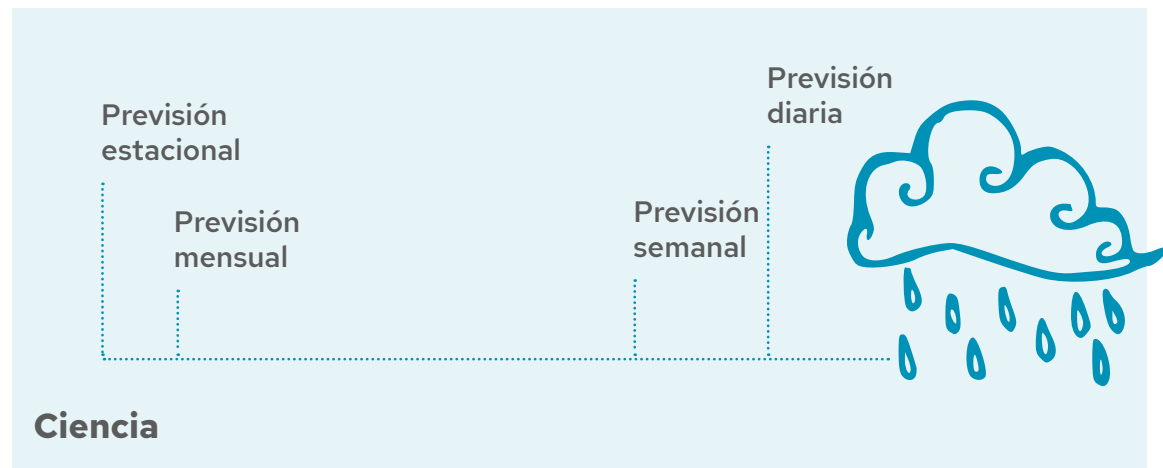 Previsión
estacional
Previsión
mensual
Previsión
semanal
Previsión
diaria
Ciencia